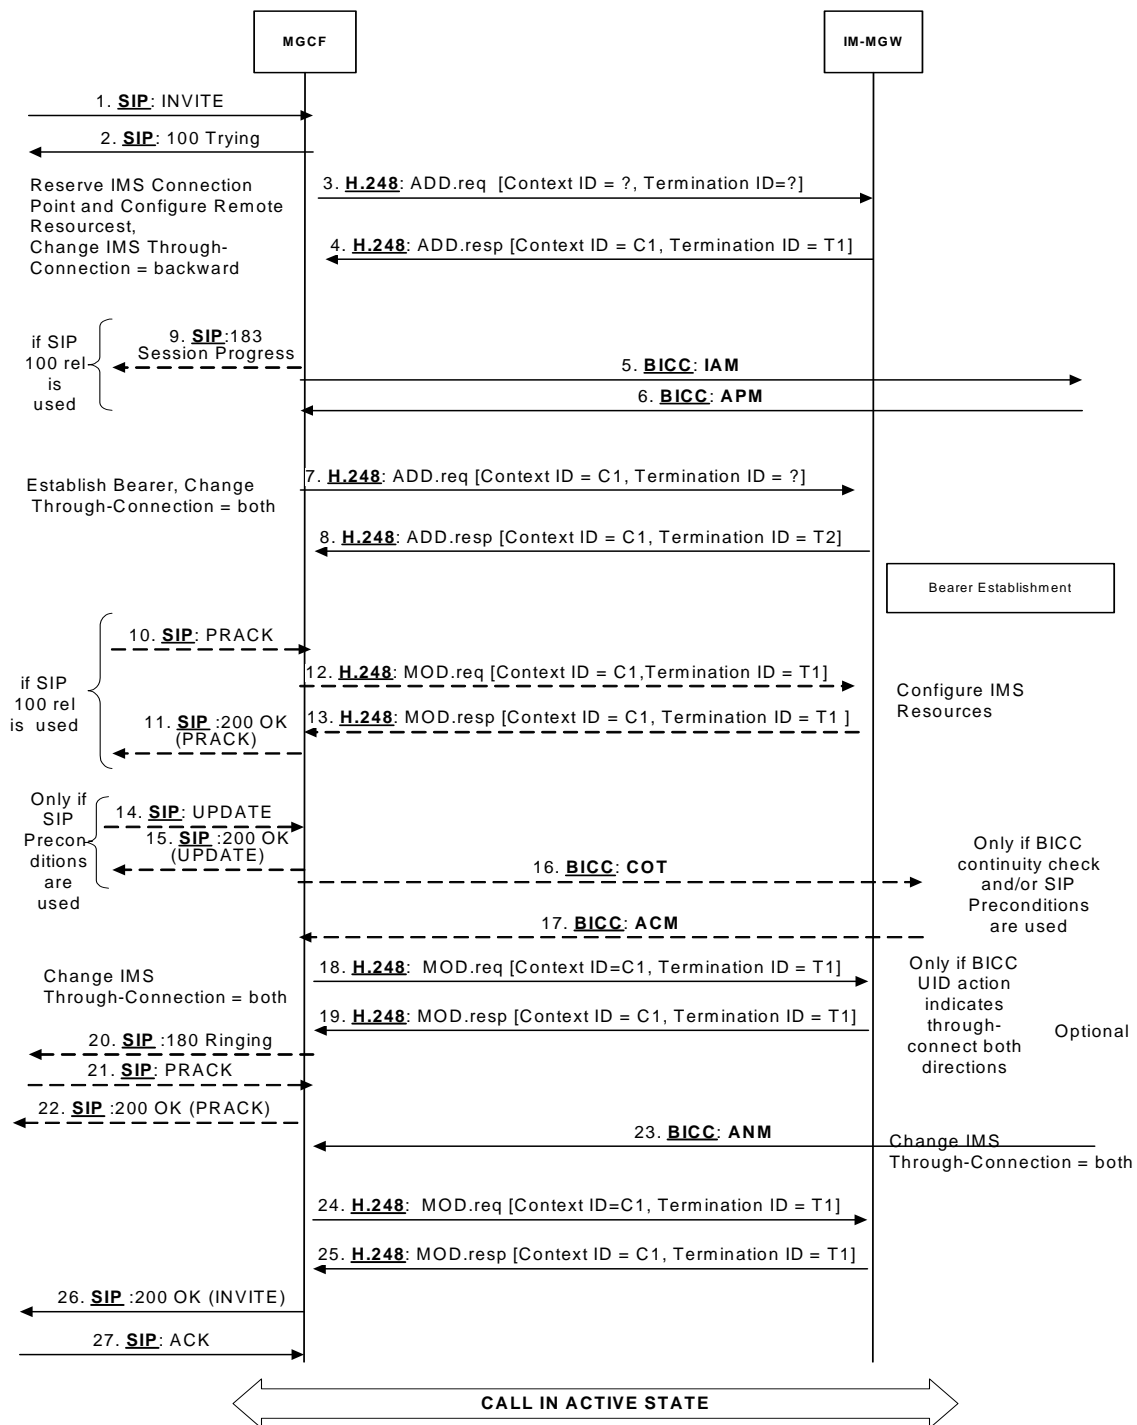 MGCF
IM-MGW
1. SIP: INVITE
2. SIP: 100 Trying
Reserve IMS Connection
Point and Configure Remote
Resourcest,
Change IMS Through-
Connection = backward
3. H.248: ADD.req [Context ID = ?, Termination ID=?]
4. H.248: ADD.resp [Context ID = C1, Termination ID = T1]
if SIP
100 rel
is
used
9. SIP:183
Session Progress
5. BICC: IAM
6. BICC: APM
Establish Bearer, Change
Through-Connection = both
7. H.248: ADD.req [Context ID = C1, Termination ID = ?]
8. H.248: ADD.resp [Context ID = C1, Termination ID = T2]
Bearer Establishment
if SIP
100 rel
is used
10. SIP: PRACK
12. H.248: MOD.req [Context ID = C1,Termination ID = T1]
13. H.248: MOD.resp [Context ID = C1, Termination ID = T1 ]
11. SIP :200 OK
(PRACK)
Configure IMS
Resources
Only if
SIP
Precon
ditions
are
used
14. SIP: UPDATE
15. SIP :200 OK
(UPDATE)
16. BICC: COT
Only if BICC
continuity check
and/or SIP
Preconditions
are used
17. BICC: ACM
Change IMS
Through-Connection = both
18. H.248: MOD.req [Context ID=C1, Termination ID = T1]
19. H.248: MOD.resp [Context ID = C1, Termination ID = T1]
Only if BICC
UID action
indicates
through-
connect both
directions
Optional
20. SIP :180 Ringing
21. SIP: PRACK
22. SIP :200 OK (PRACK)
23. BICC: ANM
Change IMS
Through-Connection = both
24. H.248: MOD.req [Context ID=C1, Termination ID = T1]
25. H.248: MOD.resp [Context ID = C1, Termination ID = T1]
26. SIP :200 OK (INVITE)
27. SIP: ACK
CALL IN ACTIVE STATE